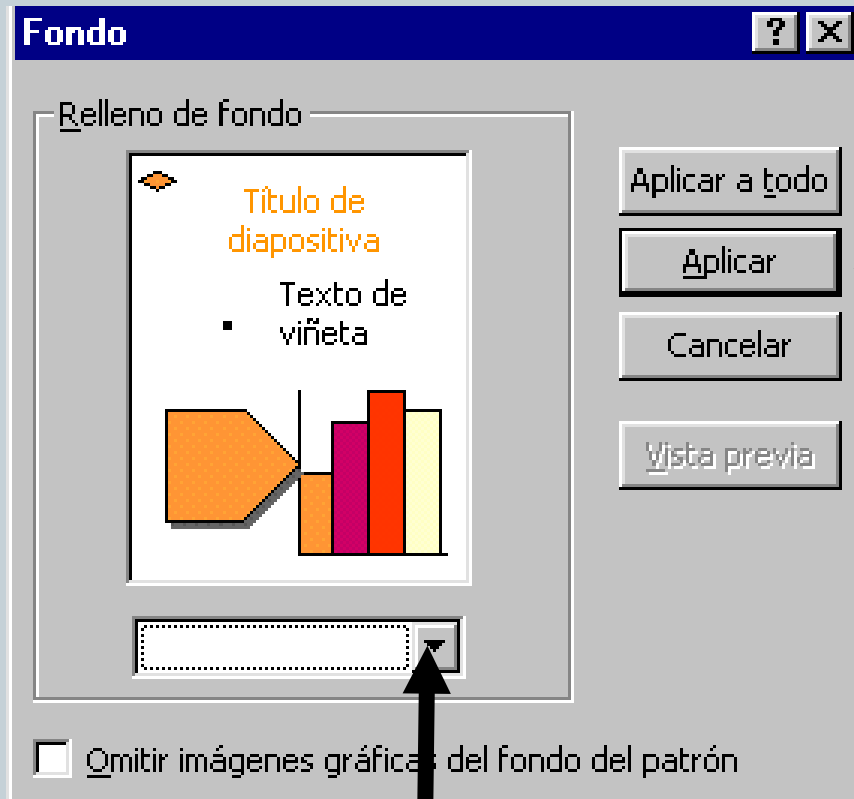 Fondo
Relleno de fondo
Título de
diapositiva
Texto de
viñeta
Aplicar a todo
Aplicar
Cancelar
Vista previa
Omitir imágenes gráficas del fondo del patrón